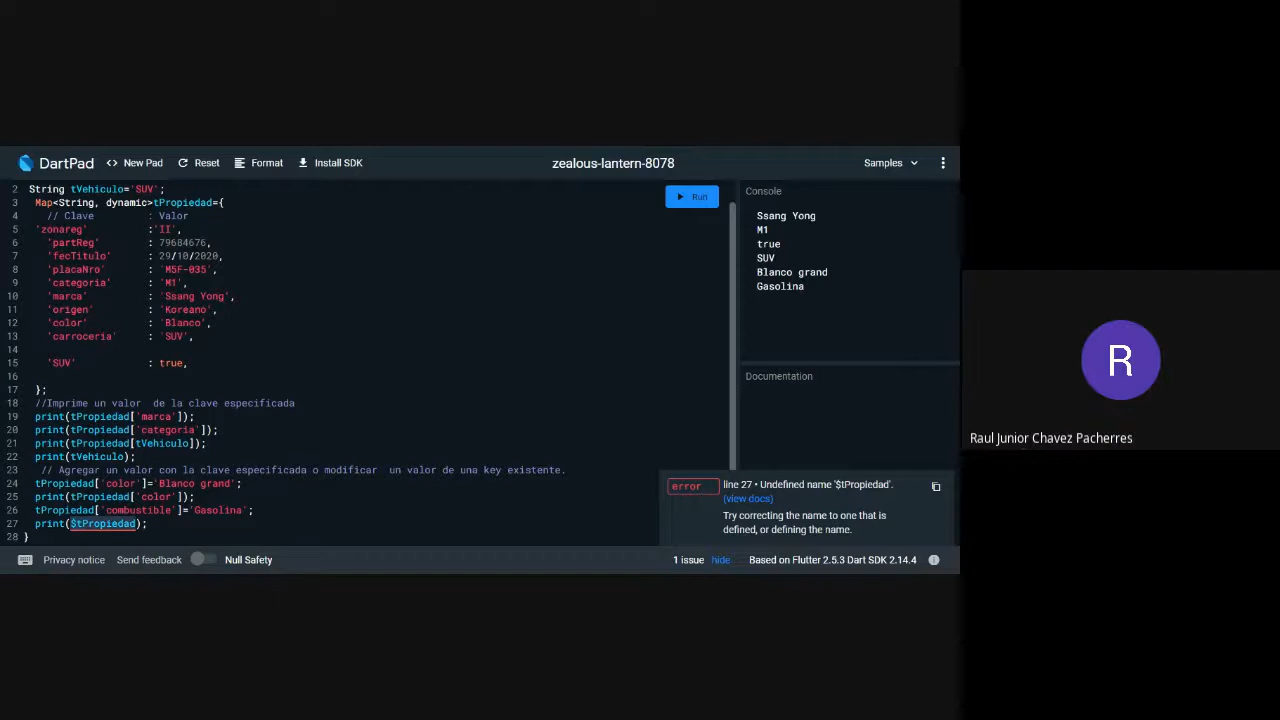 DartPad <> New Pad Reset Format Install SDK zealous-lantern-8078 Samples
2 String tVehiculo='SUV';
3 Map<String, dynamic>tPropiedad={
4 // Clave : Valor
5 'zonareg' :'II',
6 'partReg' : 79684676,
7 'fecTitulo' : 29/10/2020,
8 'placaNro' : 'M5F-035',
9 'categoria' : 'M1',
10 'marca' : 'Ssang Yong',
11 'origen' : 'Koreano',
12 'color' : 'Blanco',
13 'carrocería' : 'SUV',
14
15 'SUV' : true,
16
17 };
18 //Imprime un valor  de la clave especificada
19 print(tPropiedad['marca']);
20 print(tPropiedad['categoria']);
21 print(tPropiedad[tVehiculo]);
22 print(tVehiculo);
23 // Agregar un valor con la clave especificada o modificar  un valor de una key existente.
24 tPropiedad['color']='Blanco grand';
25 print(tPropiedad['color']);
26 tPropiedad['combustible']='Gasolina';
27 print($tPropiedad);
28 }
Run
Console
Ssang Yong
M1
true
SUV
Blanco grand
Gasolina
Documentation
error line 27 • Undefined name '$tPropiedad'.
(view docs)
Try correcting the name to one that is
defined, or defining the name.
Privacy notice Send feedback Null Safety 1 issue hide Based on Flutter 2.5.3 Dart SDK 2.14.4
R
Raul Junior Chavez Pacherres